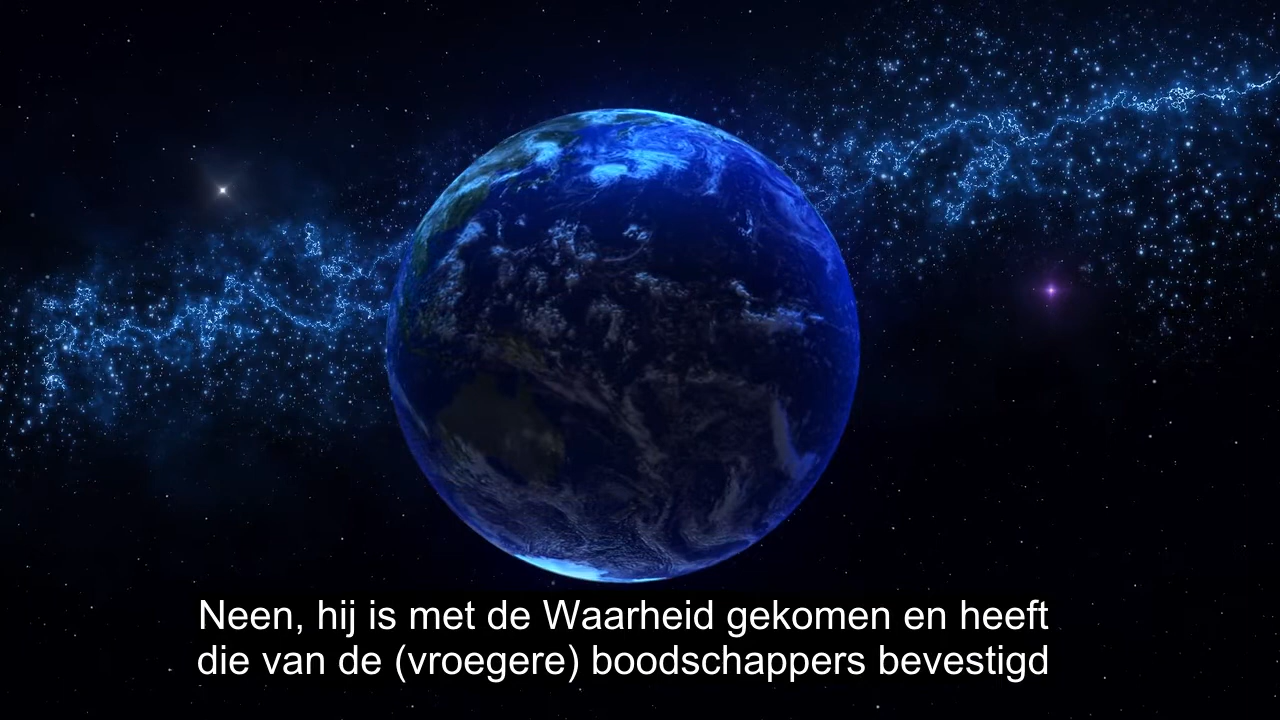 Neen, hij is met de Waarheid gekomen en heeft
die van de (vroegere) boodschappers bevestigd